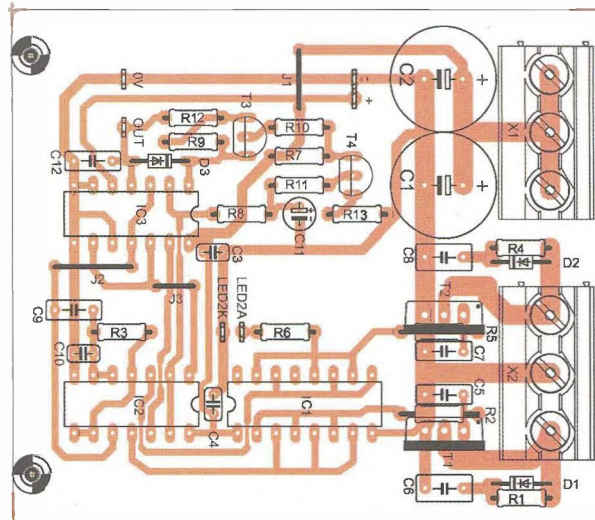 0V
J1
-
+
C2
+
X1
OUT
R12
T3
R10
R9
R7
T4
C12
D3
R11
C1
+
IC3
R8
C11
R13
C3
C8
R4
D2
J2
J3
LED2K
LED2A
T2
C9
R3
R6
R5
C10
C7
X2
C5
IC2
IC1
R2
C4
T1
C6
D1
R1